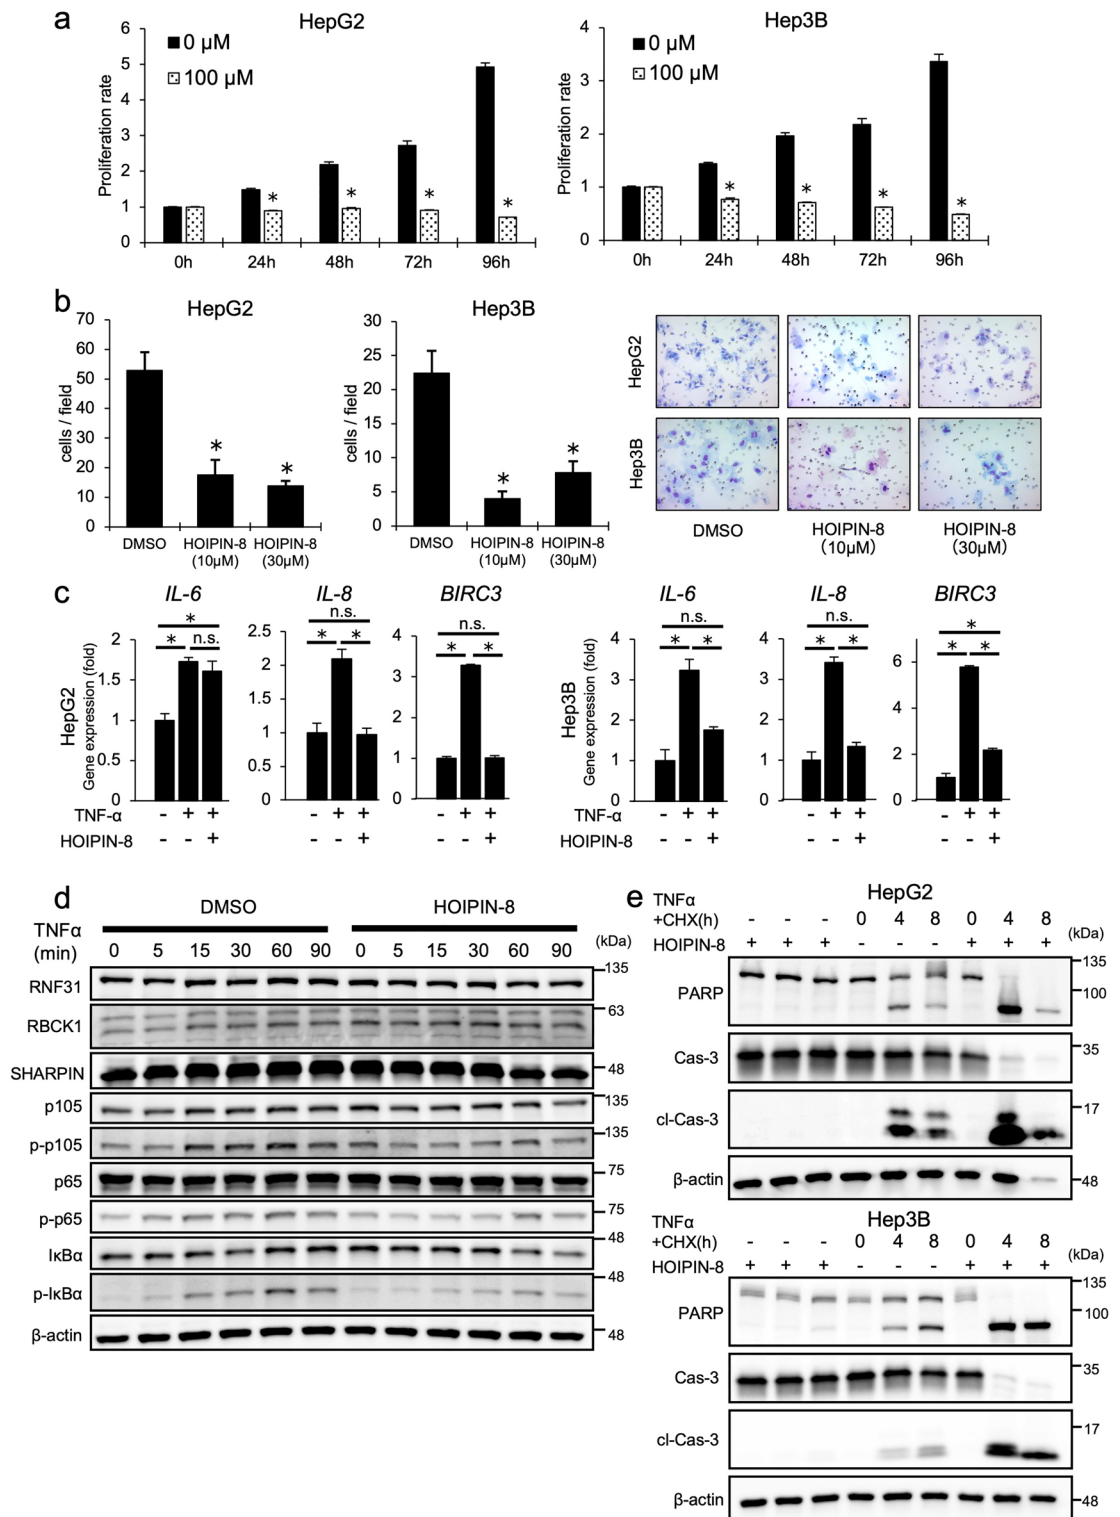 a
HepG2
Hep3B
Proliferation rate
6
5
4
3
2
1
0
0 μM
100 μM
* * * *
0h 24h 48h 72h 96h
Proliferation rate
4
3
2
1
0
0 μM
100 μM
* * * *
0h 24h 48h 72h 96h
b
HepG2
cells / field
70
60
50
40
30
20
10
0
* *
DMSO HOIPIN-8 (10μM) HOIPIN-8 (30μM)
Hep3B
cells / field
30
25
20
15
10
5
0
* *
DMSO HOIPIN-8 (10μM) HOIPIN-8 (30μM)
HepG2
Hep3B
DMSO HOIPIN-8 (10μM) HOIPIN-8 (30μM)
c
HepG2
Gene expression (fold)
IL-6
*
* n.s.
2
1.5
1
0.5
0
IL-8
n.s.
* *
2.5
2
1.5
1
0.5
0
BIRC3
n.s.
* *
4
3
2
1
0
TNF-α - + + - + + - + +
HOIPIN-8 - - + - - + - - +
Hep3B
Gene expression (fold)
IL-6
n.s.
* *
4
3
2
1
0
IL-8
n.s.
* *
4
3
2
1
0
BIRC3
*
* *
6
4
2
0
TNF-α - + + - + + - + +
HOIPIN-8 - - + - - + - - +
d
DMSO HOIPIN-8
TNFα
(min) 0 5 15 30 60 90 0 5 15 30 60 90 (kDa)
RNF31 135
RBCK1 63
SHARPIN 48
p105 135
p-p105 135
p65 75
p-p65 75
IκBα 48
p-IκBα 48
β-actin 48
e
HepG2
TNFα
+CHX(h) - - - 0 4 8 0 4 8
HOIPIN-8 + + + - - - + + + (kDa)
PARP 135
100
Cas-3 35
cl-Cas-3 17
β-actin 48
Hep3B
TNFα
+CHX(h) - - - 0 4 8 0 4 8
HOIPIN-8 + + + - - - + + + (kDa)
PARP 135
100
Cas-3 35
cl-Cas-3 17
β-actin 48